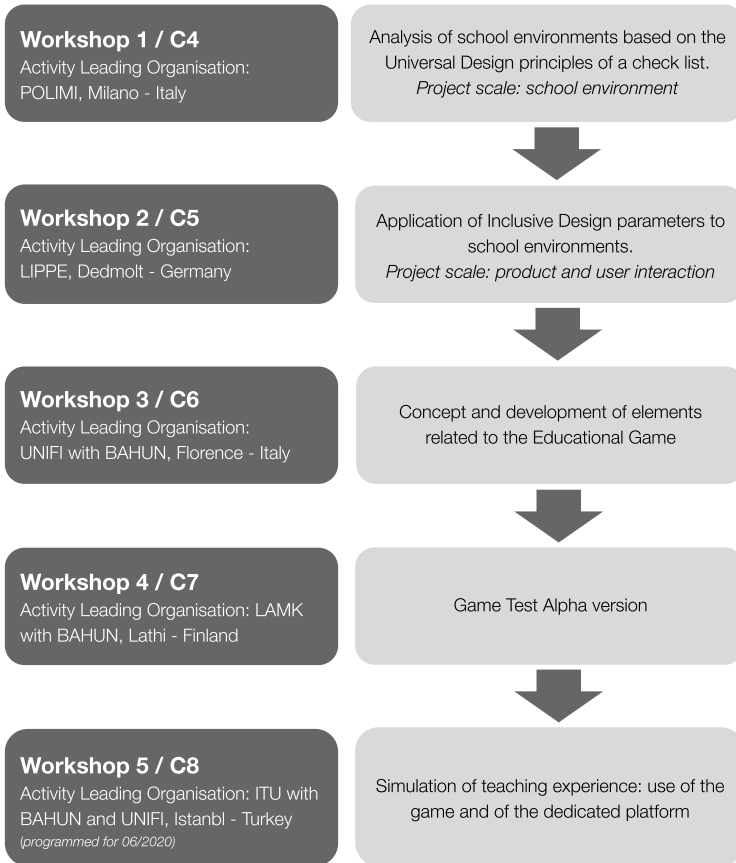 Workshop 1 / C4
Activity Leading Organisation:
POLIMI, Milano - Italy
Analysis of school environments based on the
Universal Design principles of a check list.
Project scale: school environment
Workshop 2 / C5
Activity Leading Organisation:
LIPPE, Dedmolt - Germany
Application of Inclusive Design parameters to
school environments.
Project scale: product and user interaction
Workshop 3 / C6
Activity Leading Organisation:
UNIFI with BAHUN, Florence - Italy
Concept and development of elements
related to the Educational Game
Workshop 4 / C7
Activity Leading Organisation: LAMK
with BAHUN, Lathi - Finland
Game Test Alpha version
Workshop 5 / C8
Activity Leading Organisation: ITU with
BAHUN and UNIFI, Istanbl - Turkey
(programmed for 06/2020)
Simulation of teaching experience: use of the
game and of the dedicated platform